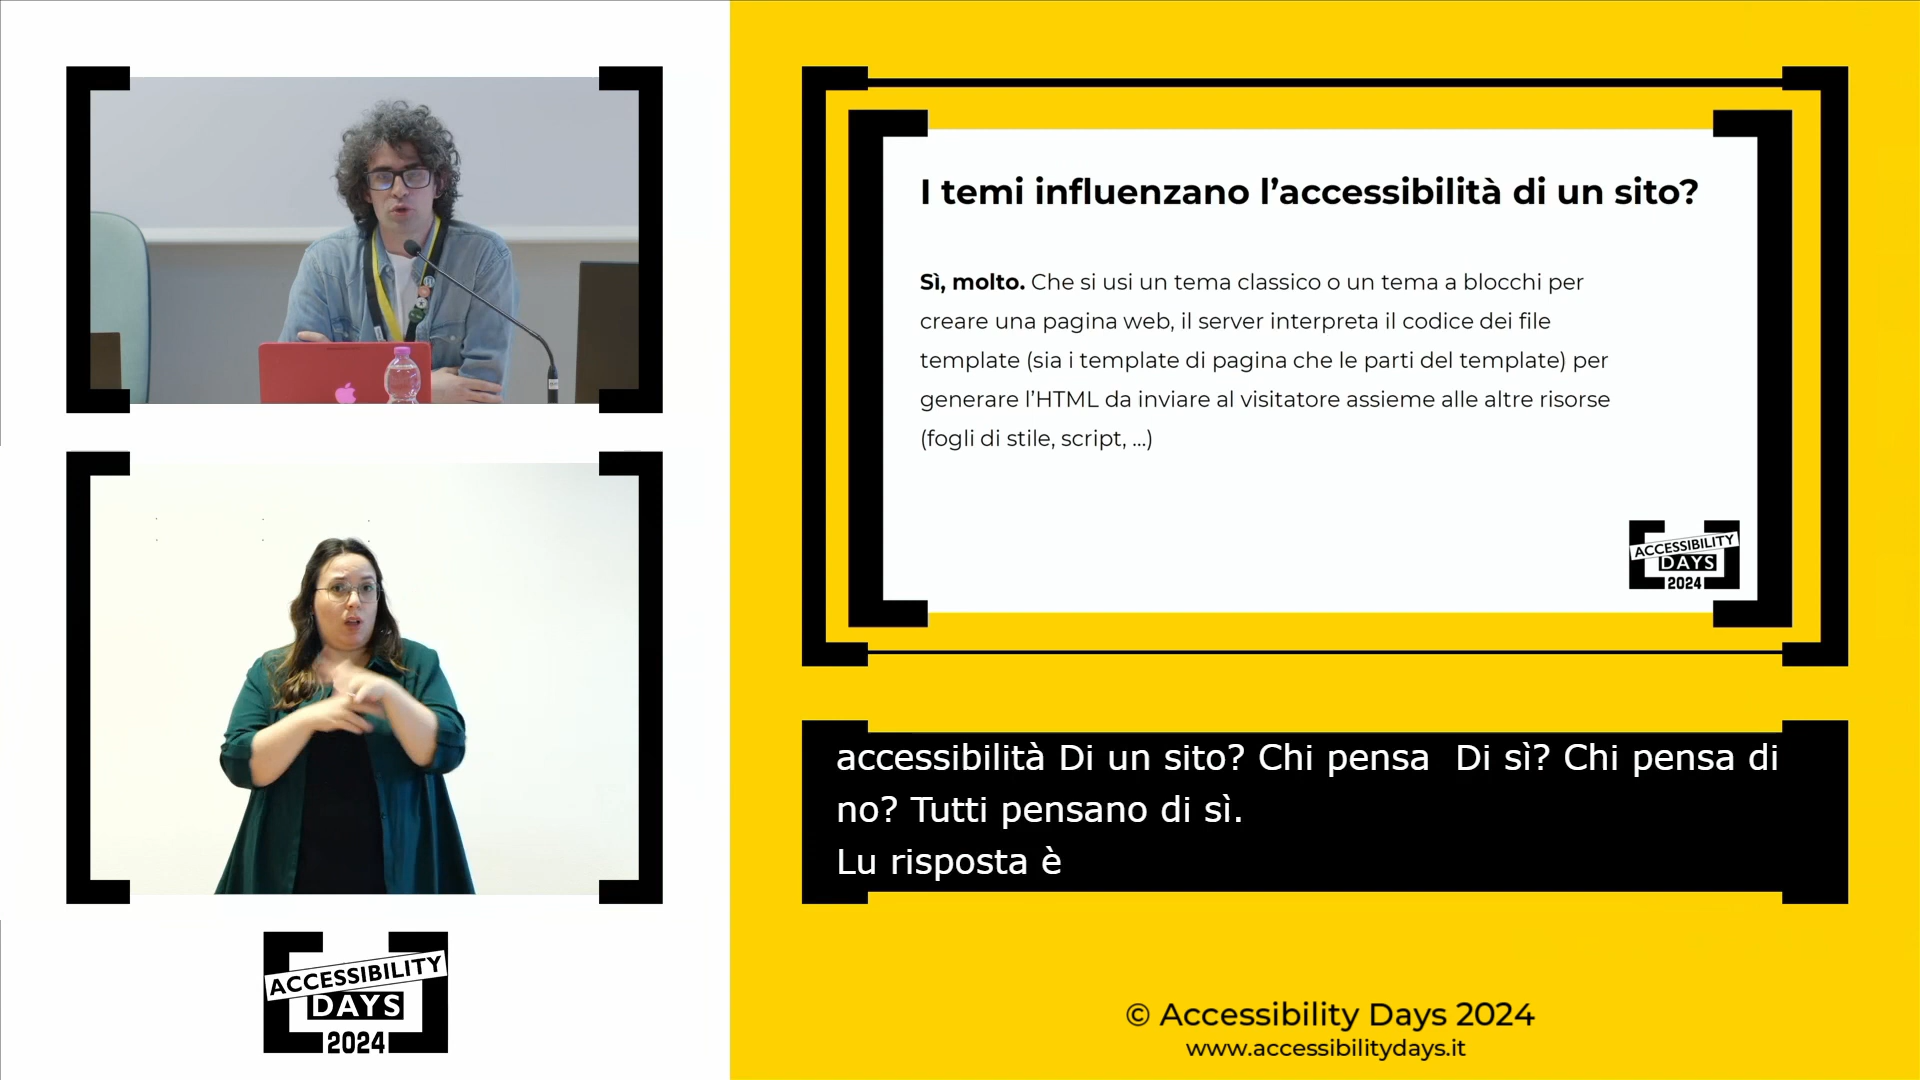 I temi influenzano l’accessibilità di un sito?
Sì, molto. Che si usi un tema classico o un tema a blocchi per
creare una pagina web, il server interpreta il codice dei file
template (sia i template di pagina che le parti del template) per
generare l’HTML da inviare al visitatore assieme alle altre risorse
(fogli di stile, script, ...)
ACCESSIBILITY
DAYS
2024
accessibilità Di un sito? Chi pensa  Di sì? Chi pensa di
no? Tutti pensano di sì.
Lu risposta è
ACCESSIBILITY
DAYS
2024
© Accessibility Days 2024
www.accessibilitydays.it